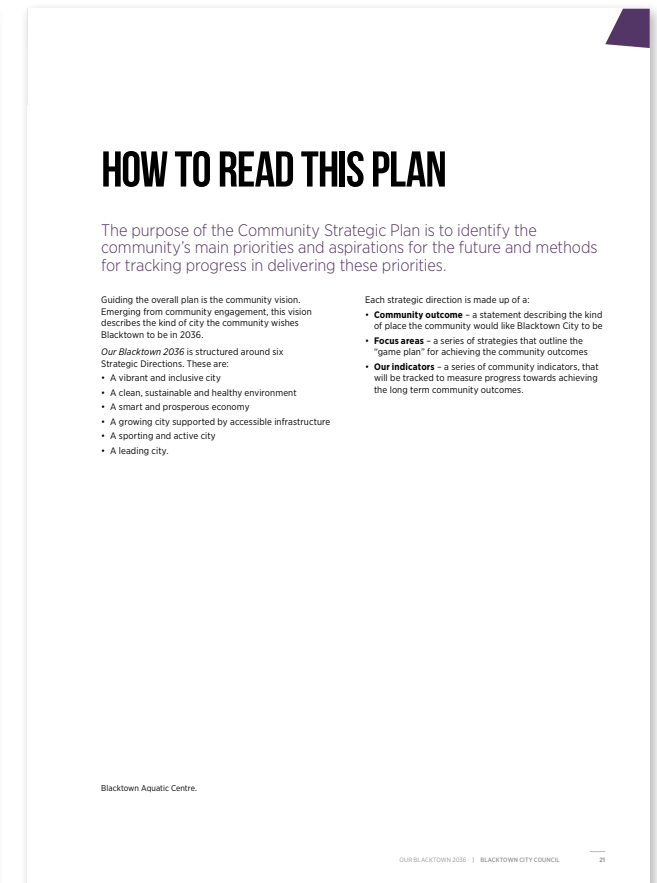 HOW TO READ THIS PLAN
The purpose of the Community Strategic Plan is to identify the
community's main priorities and aspirations for the future and methods
for tracking progress in delivering these priorities.
Guiding the overall plan is the community vision.
Emerging from community engagement, this vision
describes the kind of city the community wishes
Blacktown to be in 2036.
Our Blacktown 2036 is structured around six
Strategic Directions. These are:
• A vibrant and inclusive city
• A clean, sustainable and healthy environment
• A smart and prosperous economy
• A growing city supported by accessible infrastructure
• A sporting and active city
• A leading city.
Each strategic direction is made up of a:
• Community outcome – a statement describing the kind
of place the community would like Blacktown City to be
• Focus areas – a series of strategies that outline the
"game plan" for achieving the community outcomes
• Our indicators – a series of community indicators, that
will be tracked to measure progress towards achieving
the long term community outcomes.
Blacktown Aquatic Centre.
OUR BLACKTOWN 2036 | BLACKTOWN CITY COUNCIL 21